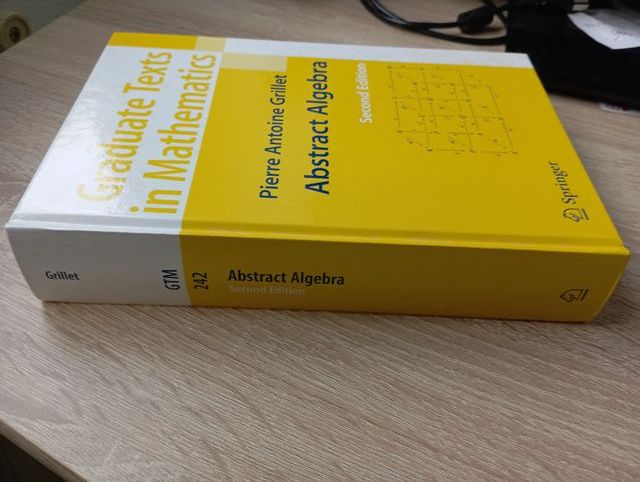 Graduate Texts
in Mathematics
Pierre Antoine Grillet
Abstract Algebra
Second Edition
Springer
Grillet
GTM
242
Abstract Algebra
Second Edition